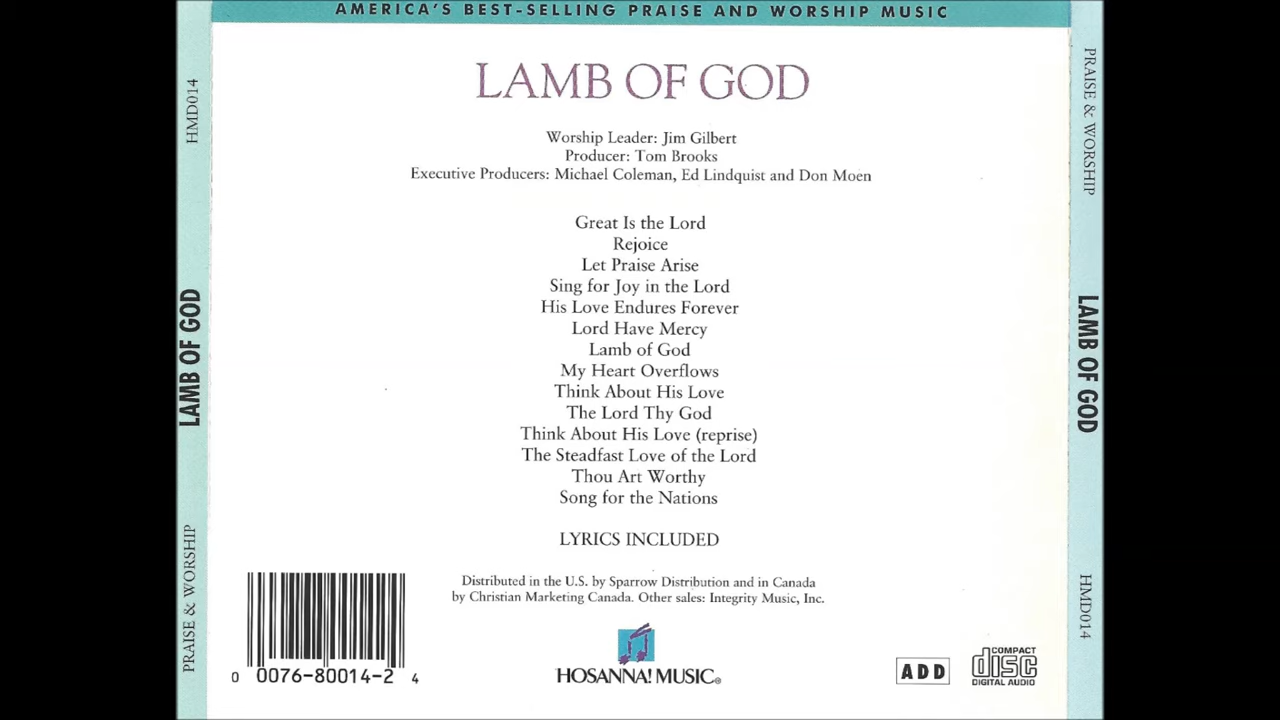 AMERICA'S BEST-SELLING PRAISE AND WORSHIP MUSIC
LAMB OF GOD
Worship Leader: Jim Gilbert
Producer: Tom Brooks
Executive Producers: Michael Coleman, Ed Lindquist and Don Moen
Great Is the Lord
Rejoice
Let Praise Arise
Sing for Joy in the Lord
His Love Endures Forever
Lord Have Mercy
Lamb of God
My Heart Overflows
Think About His Love
The Lord Thy God
Think About His Love (reprise)
The Steadfast Love of the Lord
Thou Art Worthy
Song for the Nations
LYRICS INCLUDED
Distributed in the U.S. by Sparrow Distribution and in Canada
by Christian Marketing Canada. Other sales: Integrity Music, Inc.
HOSANNA! MUSIC®
0 0076-80014-2 4
ADD
COMPACT
disc
DIGITAL AUDIO
HMD014
LAMB OF GOD
PRAISE & WORSHIP
PRAISE & WORSHIP
LAMB OF GOD
HMD014